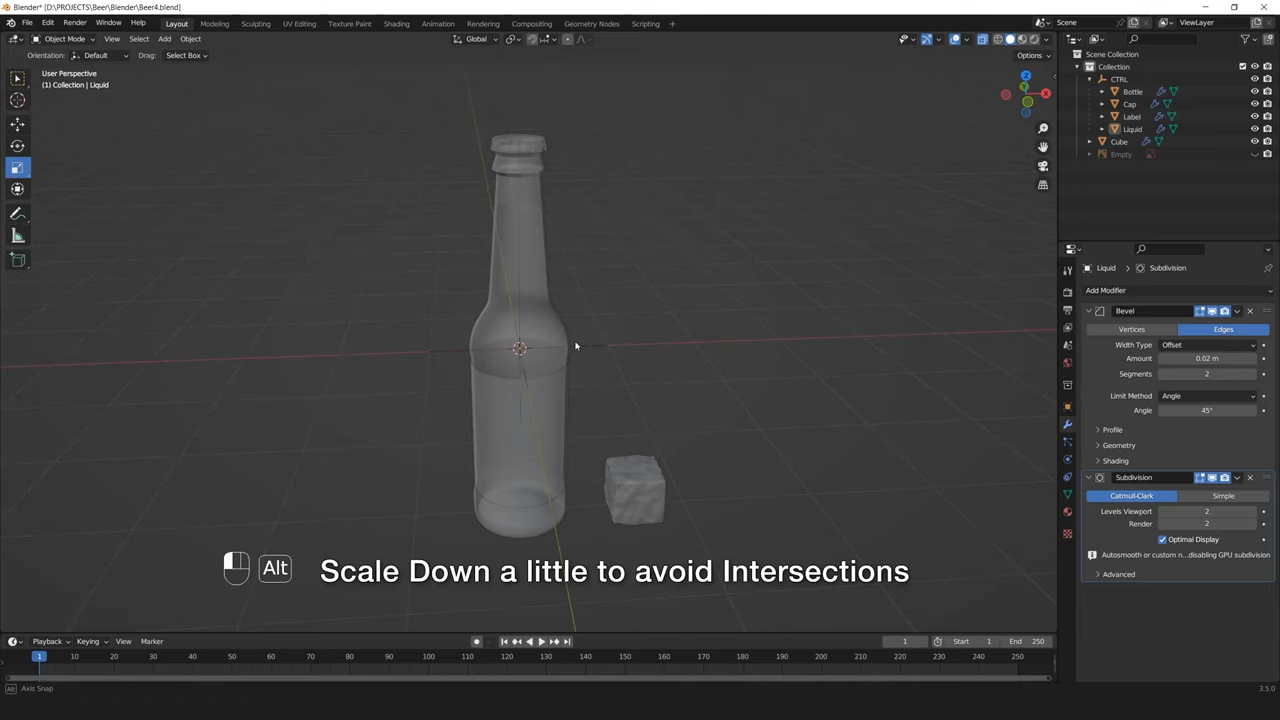 Blender* [D:\PROJECTS\Beer\Blender\Beer4.blend]
File Edit Render Window Help Layout Modeling Sculpting UV Editing Texture Paint Shading Animation Rendering Compositing Geometry Nodes Scripting + Scene ViewLayer
Object Mode View Select Add Object Global
Orientation: Default Drag: Select Box Options
User Perspective
(1) Collection | Liquid
Scene Collection
Collection
CTRL
Bottle
Cap
Label
Liquid
Cube
Empty
Z
Y
X
Liquid > Subdivision
Add Modifier
Bevel
Vertices Edges
Width Type Offset
Amount 0.02 m
Segments 2
Limit Method Angle
Angle 45°
Profile
Geometry
Shading
Subdivision
Catmull-Clark Simple
Levels Viewport 2
Render 2
Optimal Display
Autosmooth or custom n...disabling GPU subdivision
Advanced
Alt Scale Down a little to avoid Intersections
Playback Keying View Marker 1 Start 1 End 250
1 10 20 30 40 50 60 70 80 90 100 110 120 130 140 150 160 170 180 190 200 210 220 230 240 250
Alt Axis Snap 3.5.0